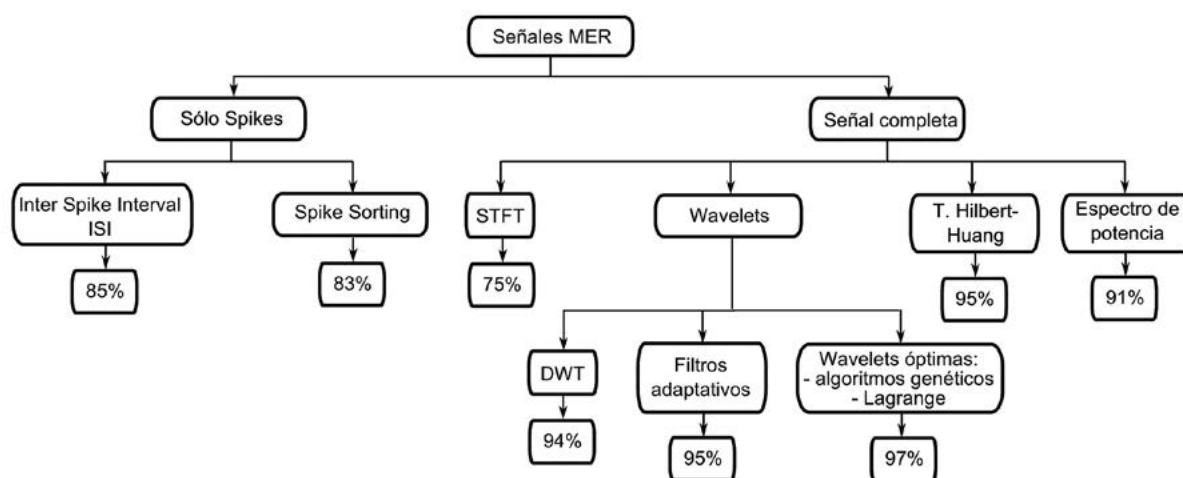 Señales MER
Sólo Spikes
Señal completa
Inter Spike Interval
ISI
Spike Sorting
STFT
Wavelets
T. Hilbert-
Huang
Espectro de
potencia
85%
83%
75%
95%
91%
DWT
Filtros
adaptativos
Wavelets óptimas:
- algoritmos genéticos
- Lagrange
94%
95%
97%